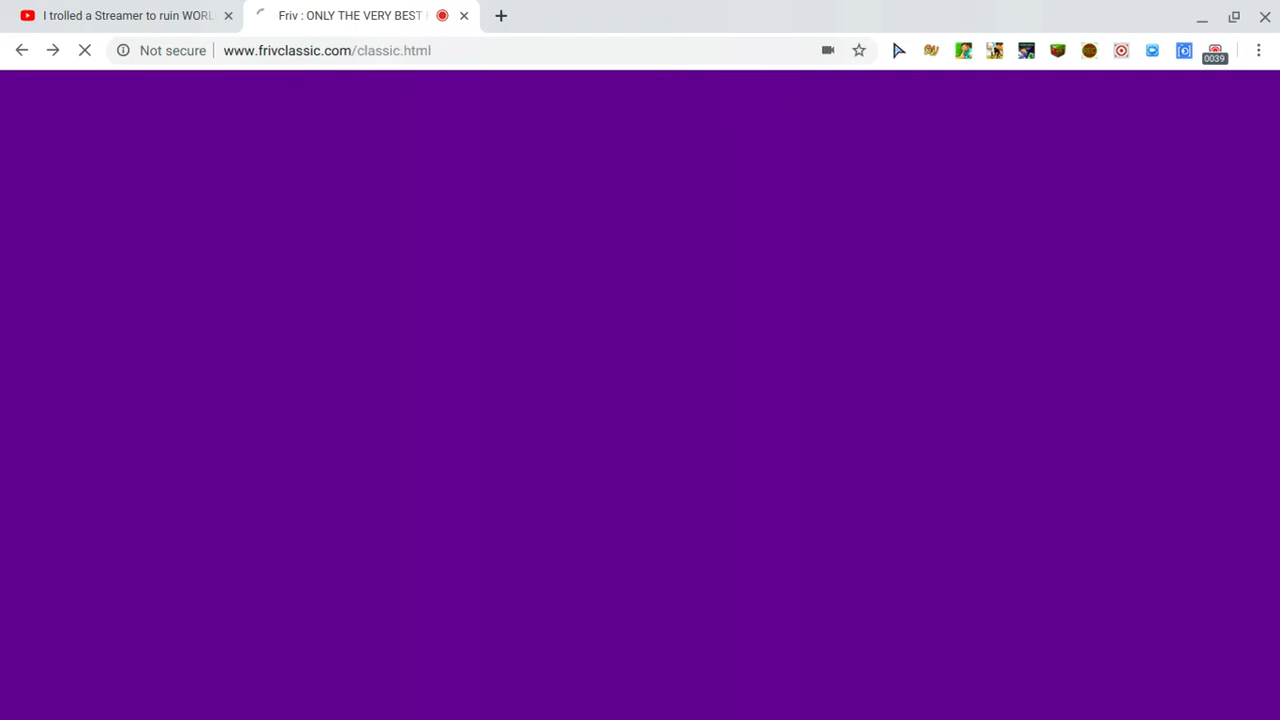 I trolled a Streamer to ruin WORL
Friv : ONLY THE VERY BEST
Not secure
www.frivclassic.com/classic.html
0039